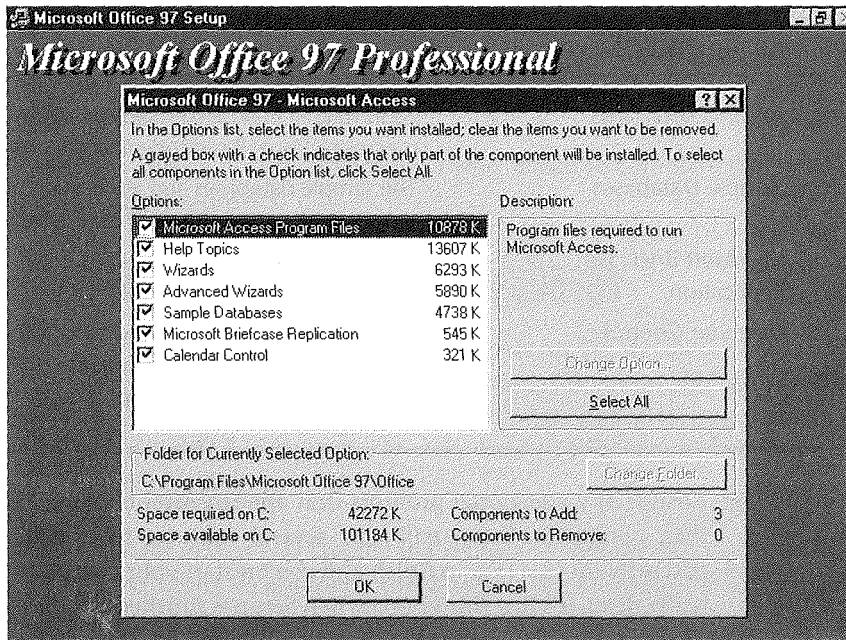 Microsoft Office 97 Setup
Microsoft Office 97 Professional
Microsoft Office 97 - Microsoft Access
In the Options list, select the items you want installed; clear the items you want to be removed.
A grayed box with a check indicates that only part of the component will be installed. To select
all components in the Option list, click Select All.
Options:
Description:
Microsoft Access Program Files 10878 K
Help Topics 13607 K
Wizards 6293 K
Advanced Wizards 5890 K
Sample Databases 4738 K
Microsoft Briefcase Replication 545 K
Calendar Control 321 K
Program files required to run
Microsoft Access.
Change Option...
Select All
Folder for Currently Selected Option:
C:\Program Files\Microsoft Office 97\Office
Change Folder...
Space required on C: 42272 K Components to Add: 3
Space available on C: 101184 K Components to Remove: 0
OK Cancel